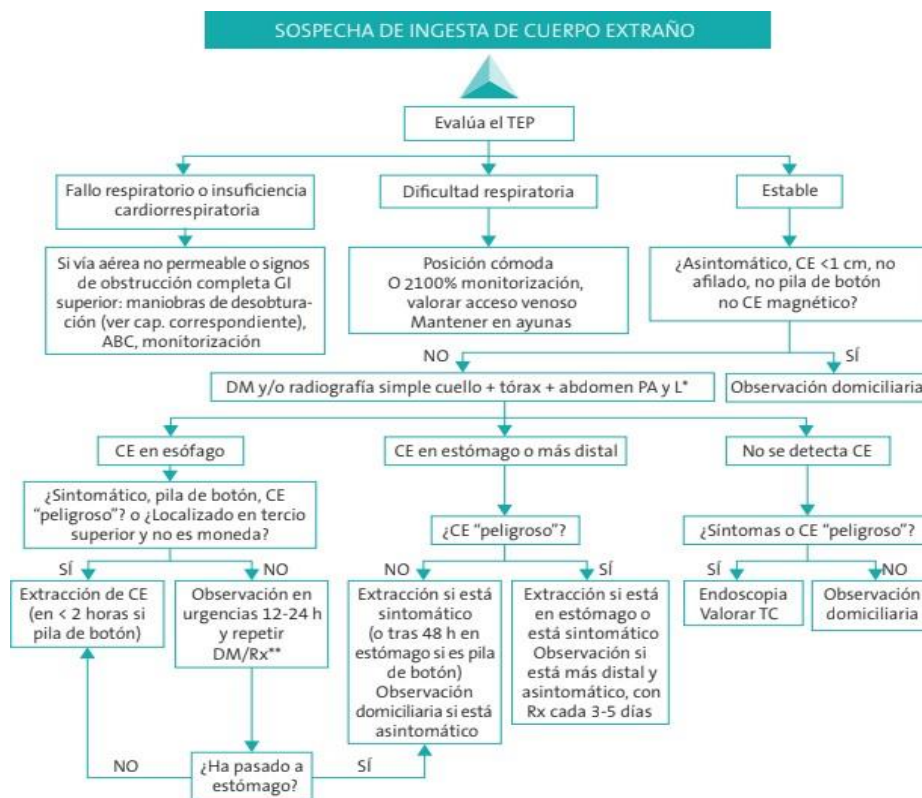 SOSPECHA DE INGESTA DE CUERPO EXTRAÑO
Evalúa el TEP
Fallo respiratorio o insuficiencia
cardiorrespiratoria
Dificultad respiratoria
Estable
Si vía aérea no permeable o signos
de obstrucción completa GI
superior: maniobras de desobtura-
ción (ver cap. correspondiente),
ABC, monitorización
Posición cómoda
O 2100% monitorización,
valorar acceso venoso
Mantener en ayunas
¿Asintomático, CE <1 cm, no
afilado, no pila de botón
no CE magnético?
NO
SÍ
DM y/o radiografía simple cuello + tórax + abdomen PA y L*
Observación domiciliaria
CE en esófago
CE en estómago o más distal
No se detecta CE
¿Sintomático, pila de botón, CE
“peligroso”? o ¿Localizado en tercio
superior y no es moneda?
¿CE “peligroso”?
¿Síntomas o CE “peligroso”?
SÍ
NO
NO
SÍ
SÍ
NO
Extracción de CE
(en < 2 horas si
pila de botón)
Observación en
urgencias 12-24 h
y repetir
DM/Rx**
Extracción si está
sintomático
(o tras 48 h en
estómago si es pila
de botón)
Observación
domiciliaria si está
asintomático
Extracción si está
en estómago o
está sintomático
Observación si
está más distal y
asintomático, con
Rx cada 3-5 días
Endoscopia
Valorar TC
Observación
domiciliaria
NO
¿Ha pasado a
estómago?
SÍ